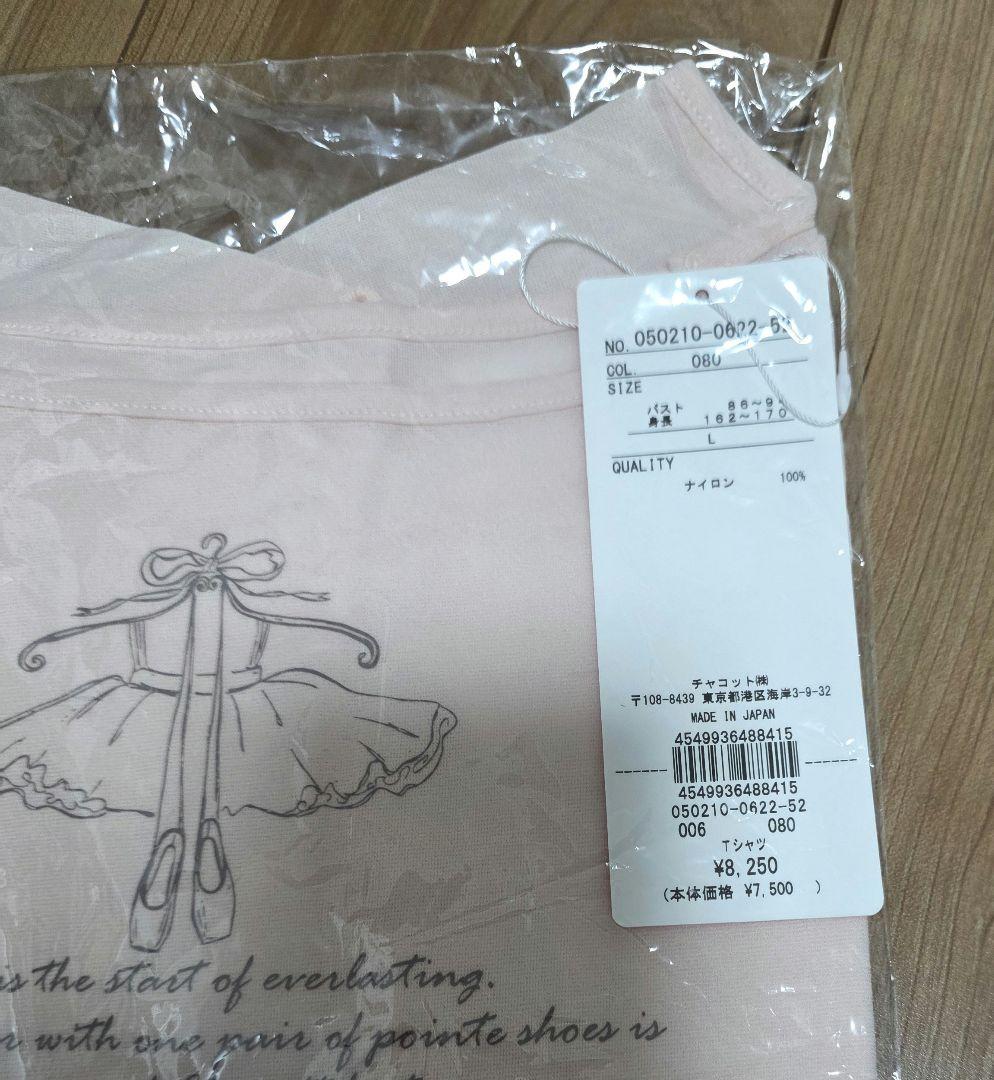 NO. 050210-0622-52
COL. 080
SIZE
バスト 86～9
身長 162～170
L
QUALITY
ナイロン 100%
チャコット㈱
〒108-8439 東京都港区海岸3-9-32
MADE IN JAPAN
4549936488415
4549936488415
050210-0622-52
006 080
Tシャツ
¥8,250
(本体価格 ¥7,500 )
is the start of everlasting.
with one pair of pointe shoes is